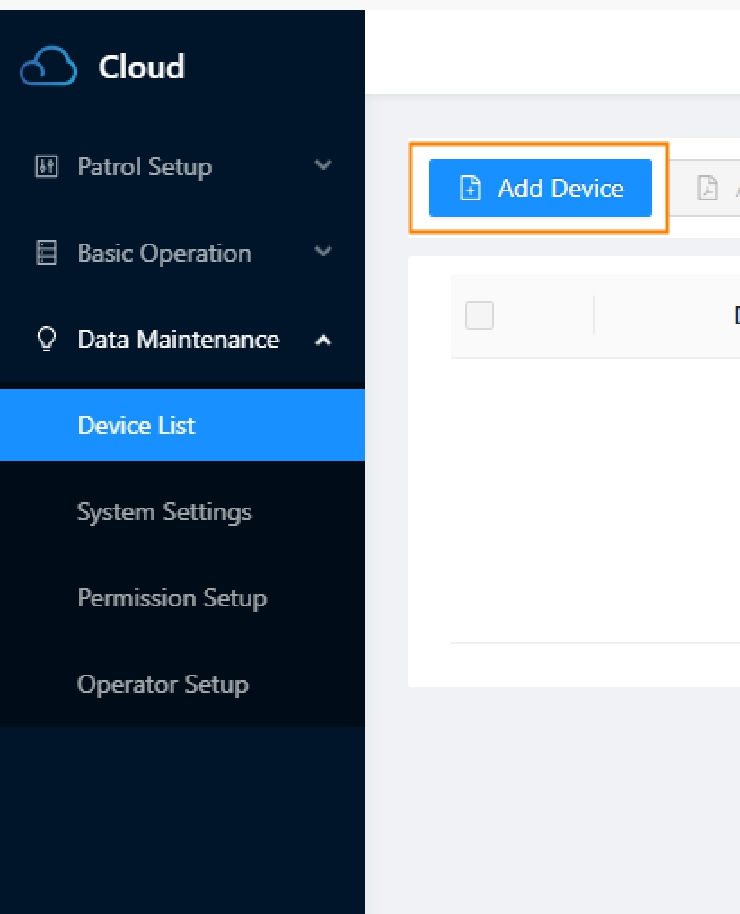 Cloud
Patrol Setup
Basic Operation
Data Maintenance
Device List
System Settings
Permission Setup
Operator Setup
Add Device